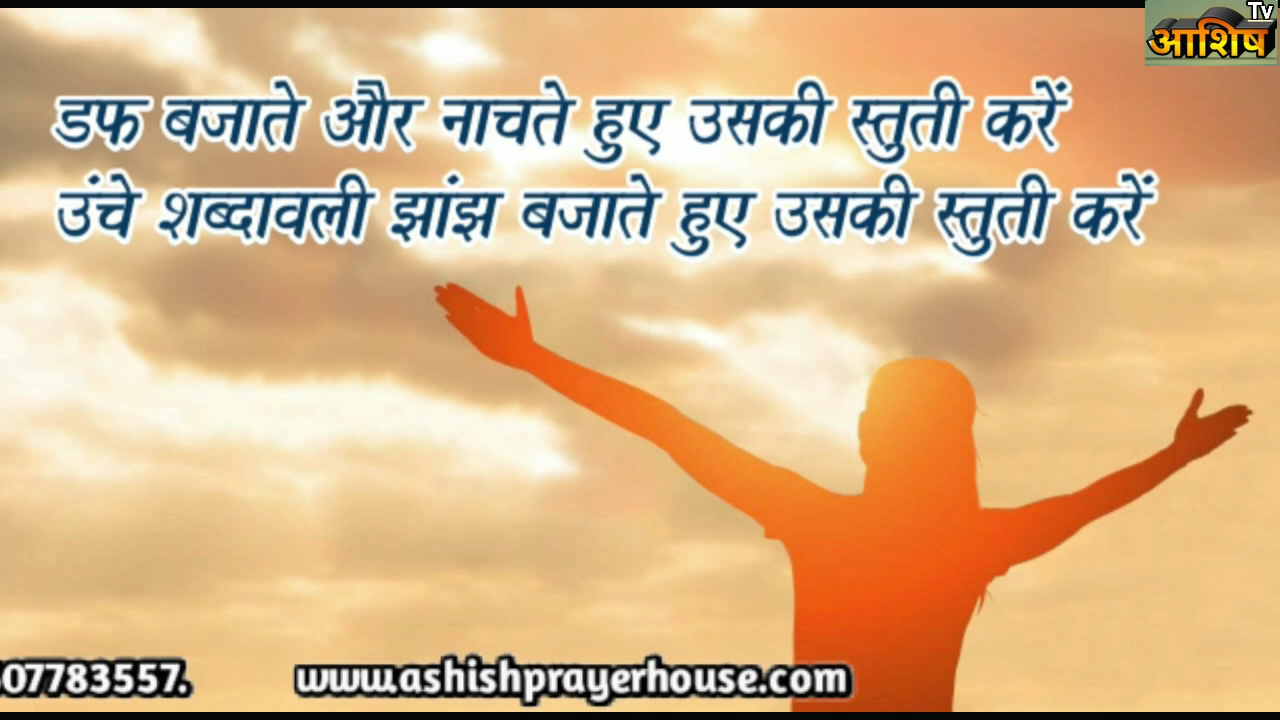 Tv
आशिष
डफ बजाते और नाचते हुए उसकी स्तुती करें
उंचे शब्दावली झांझ बजाते हुए उसकी स्तुती करें
07783557.
www.ashishprayerhouse.com